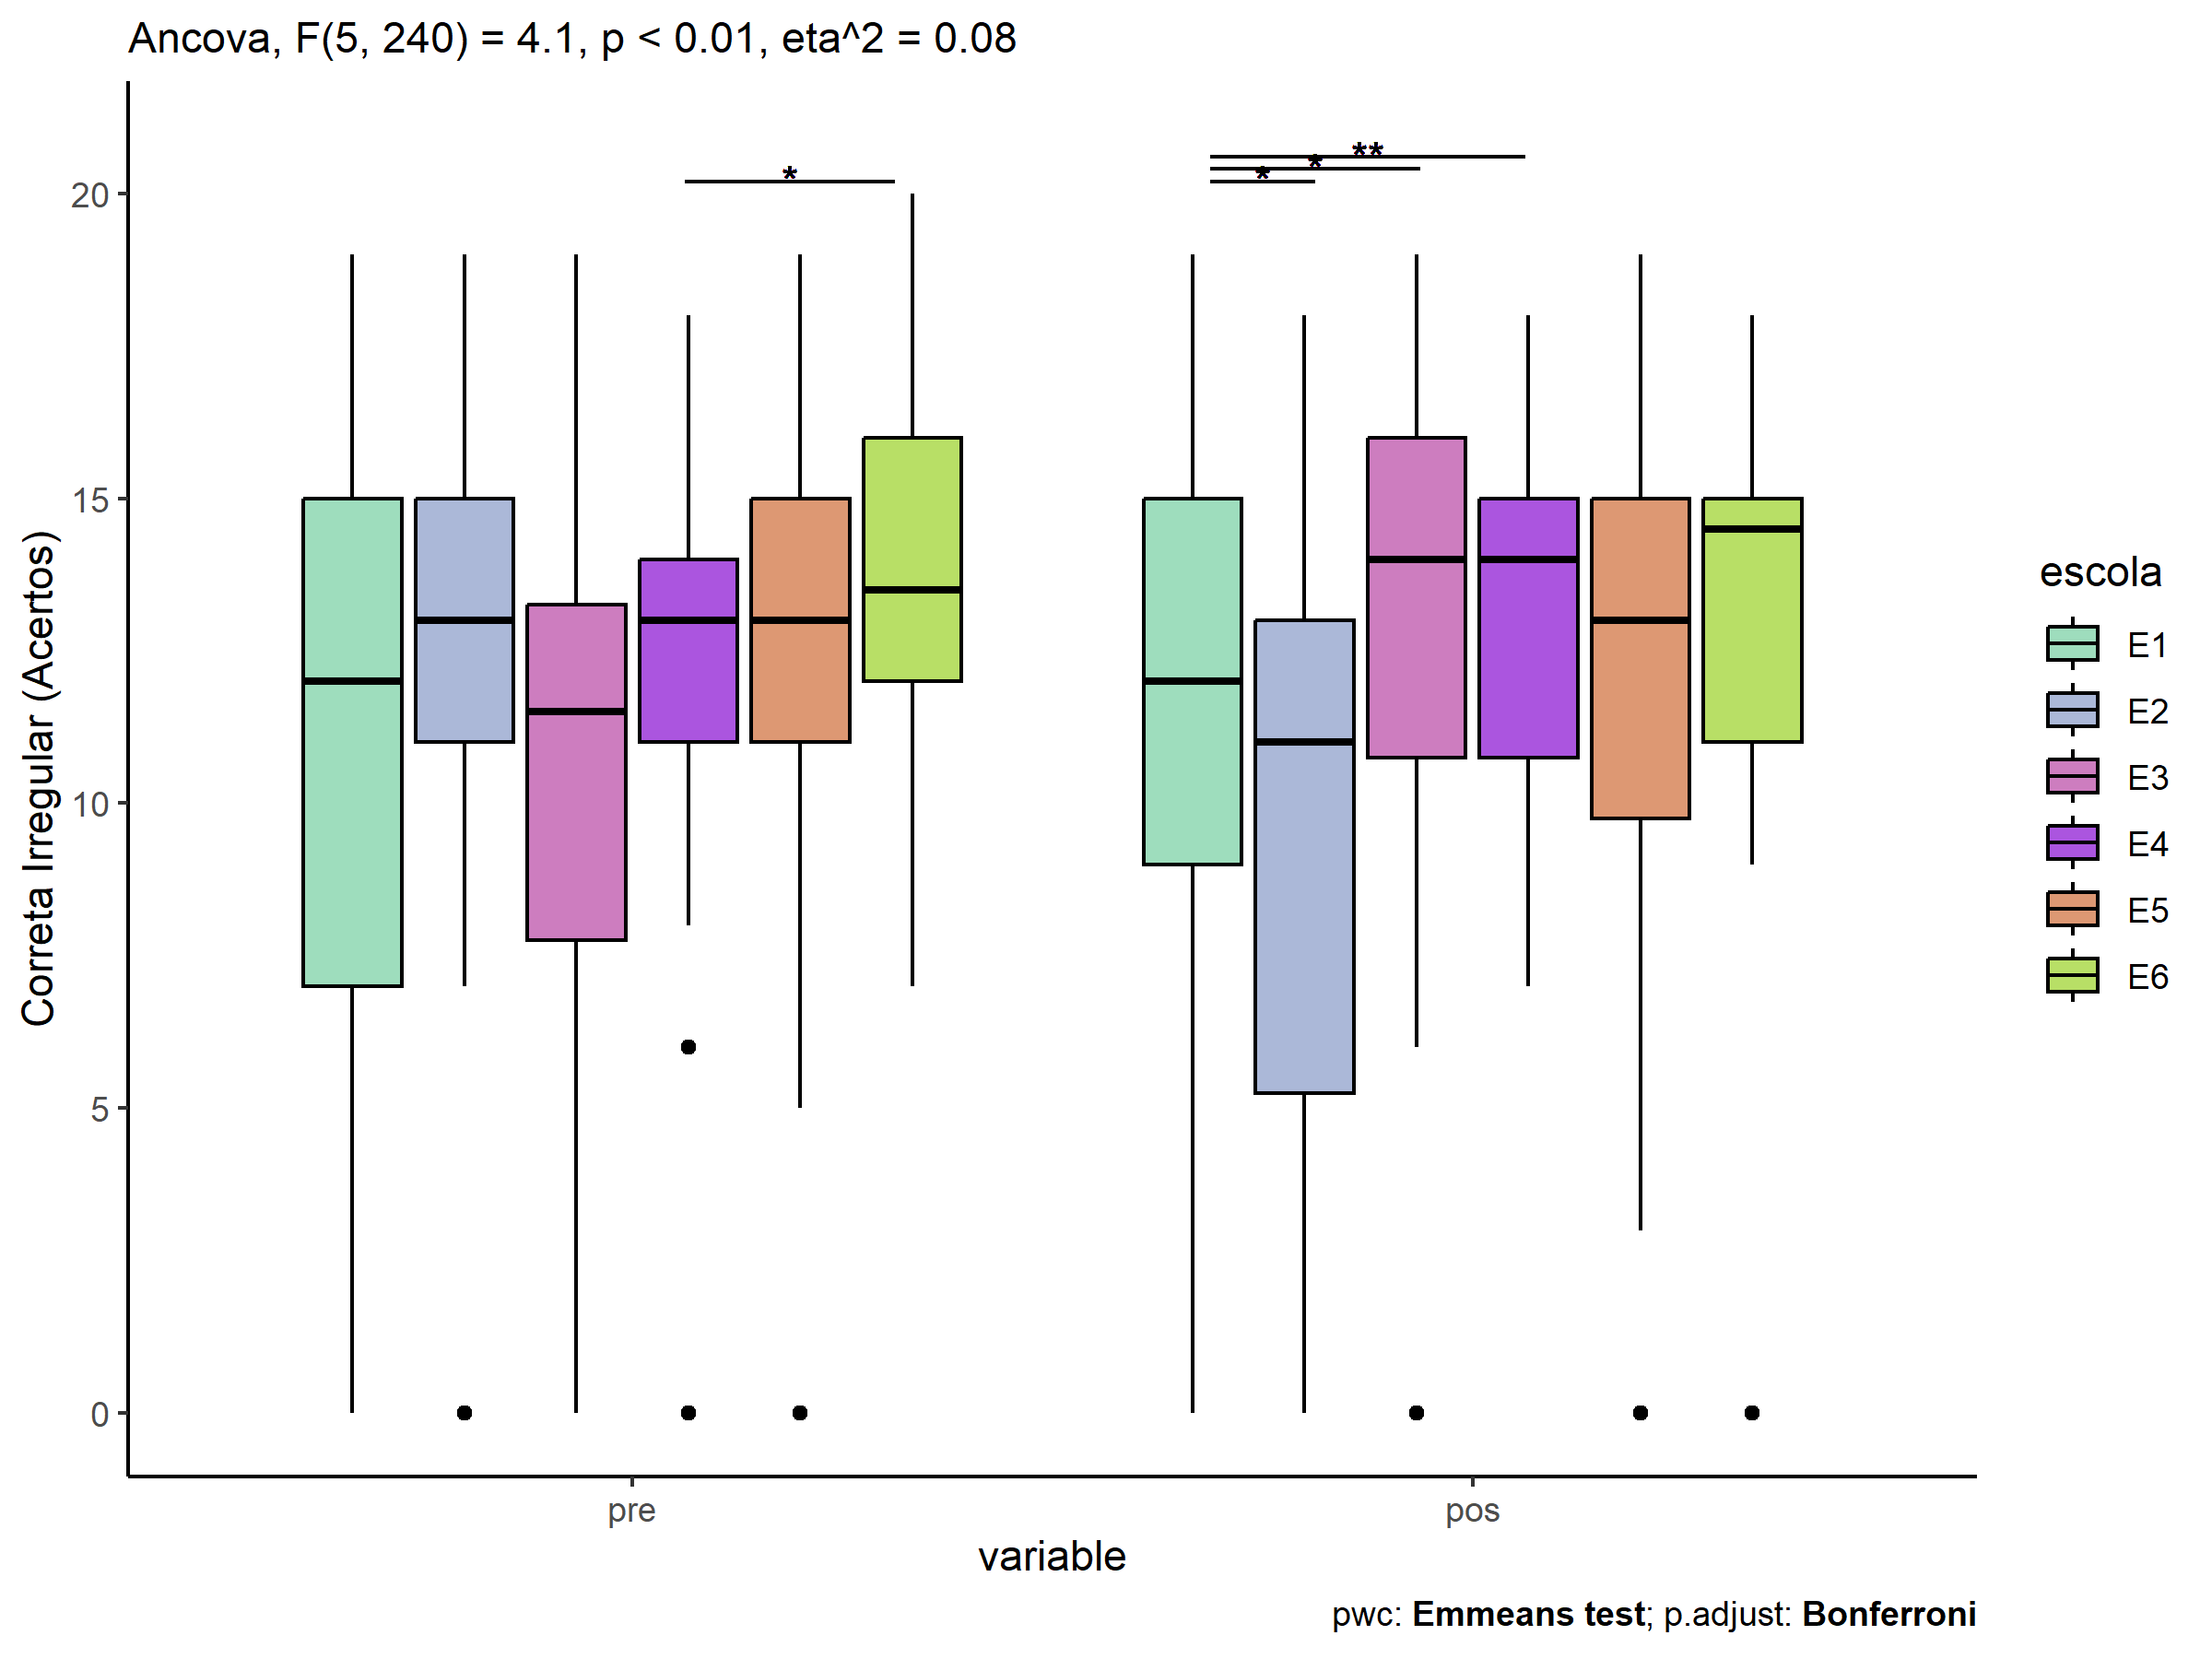 Ancova, F(5, 240) = 4.1, p < 0.01, eta^2 = 0.08
Correta Irregular (Acertos)
20
15
10
5
0
*
*
*
**
pre
pos
variable
escola
E1
E2
E3
E4
E5
E6
pwc: Emmeans test; p.adjust: Bonferroni